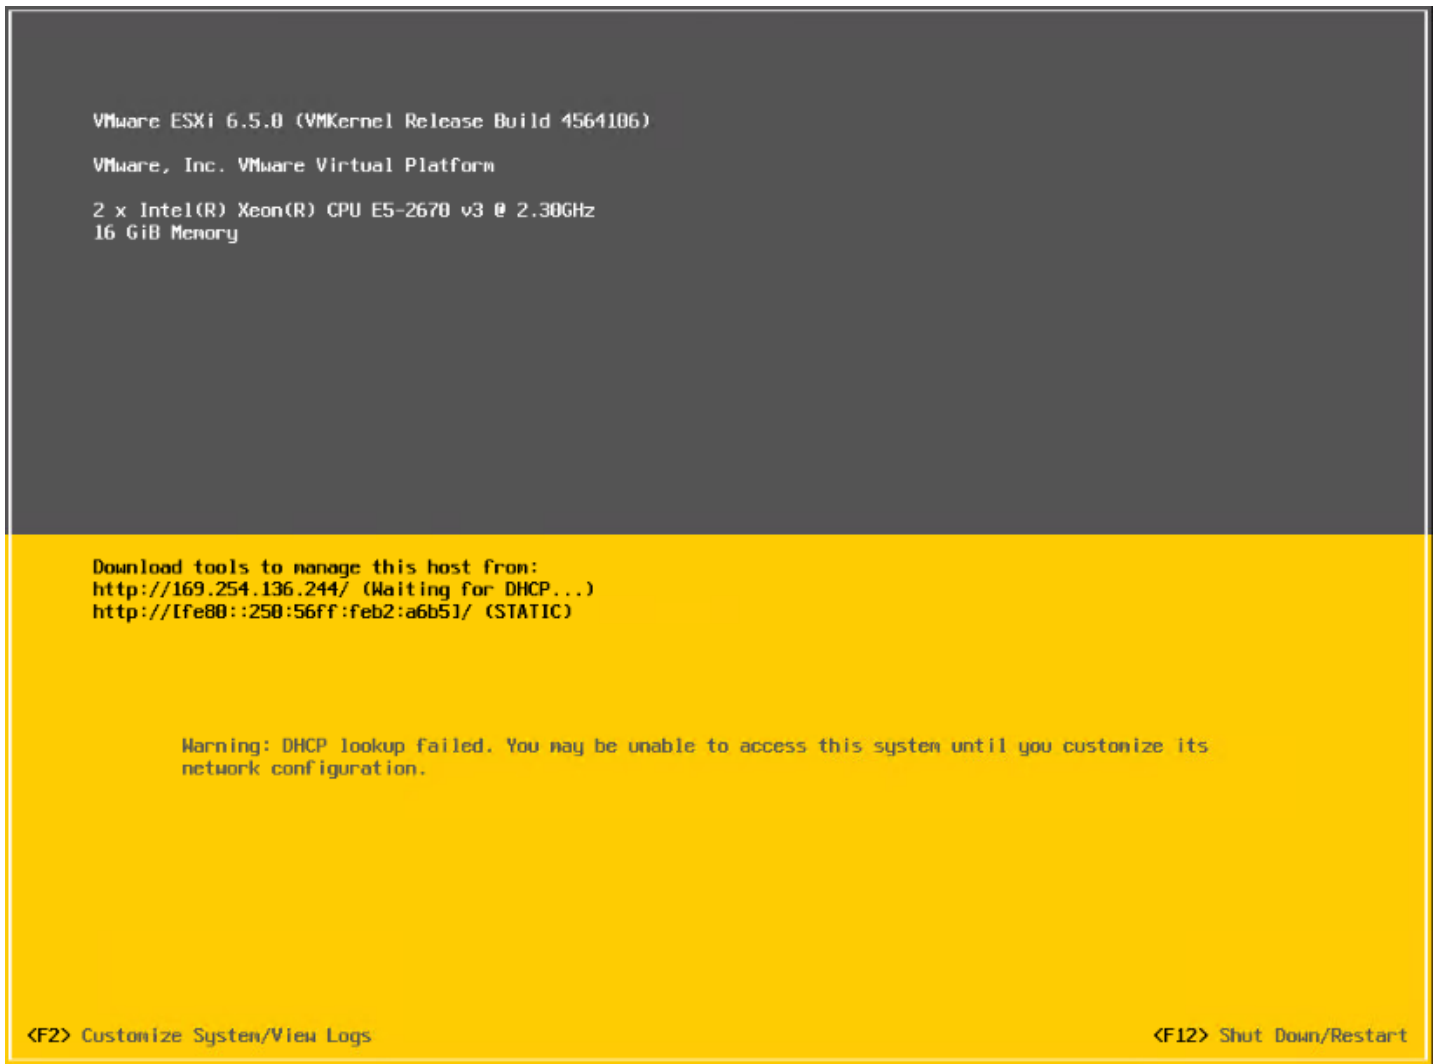 VMware ESXi 6.5.0 (VMKernel Release Build 4564106)
VMware, Inc. VMware Virtual Platform
2 x Intel(R) Xeon(R) CPU E5-2670 v3 @ 2.30GHz
16 GiB Memory
Download tools to manage this host from:
http://169.254.136.244/ (Waiting for DHCP...)
http://[fe80::250:56ff:feb2:a6b5]/ (STATIC)
Warning: DHCP lookup failed. You may be unable to access this system until you customize its
network configuration.
<F2> Customize System/View Logs
<F12> Shut Down/Restart